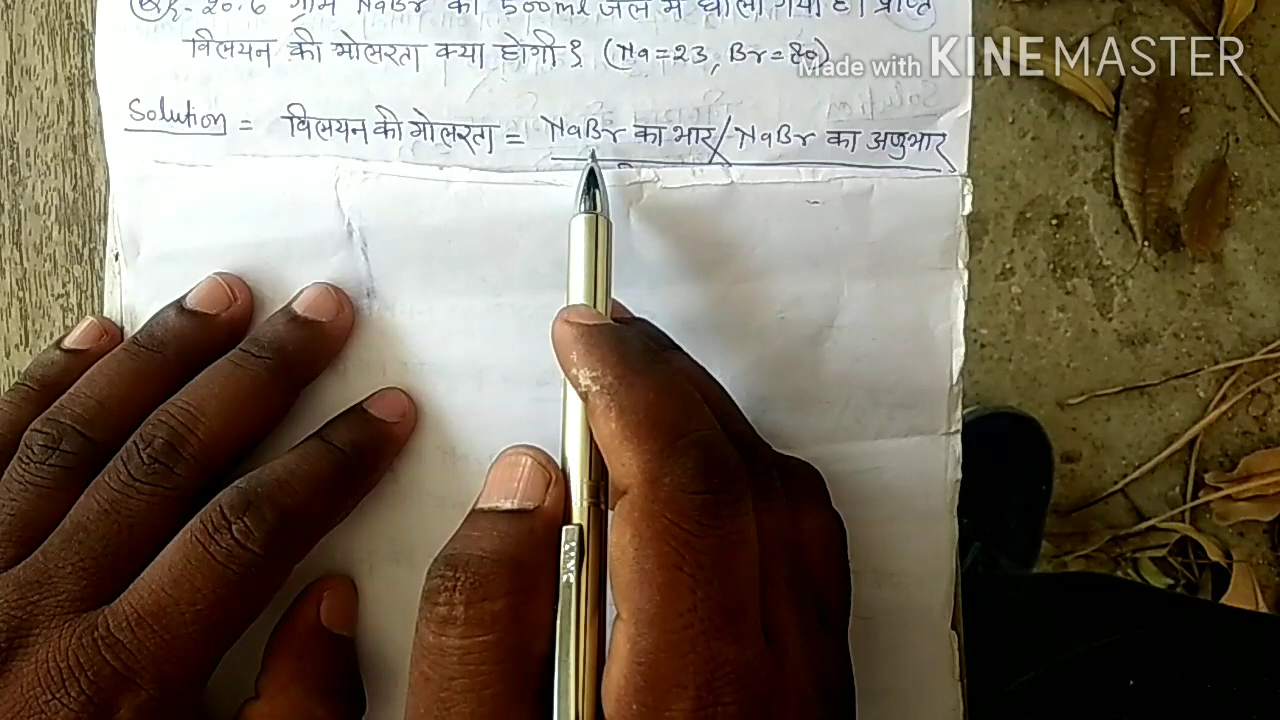 20.6 ग्राम NaBr को 500ml जल में घोला गया है। प्राप्त
विलयन की मोलरता क्या होगी? (Na=23, Br=80)
Made with KINEMASTER
Solution = विलयन की मोलरता = NaBr का भार/NaBr का अणुभार